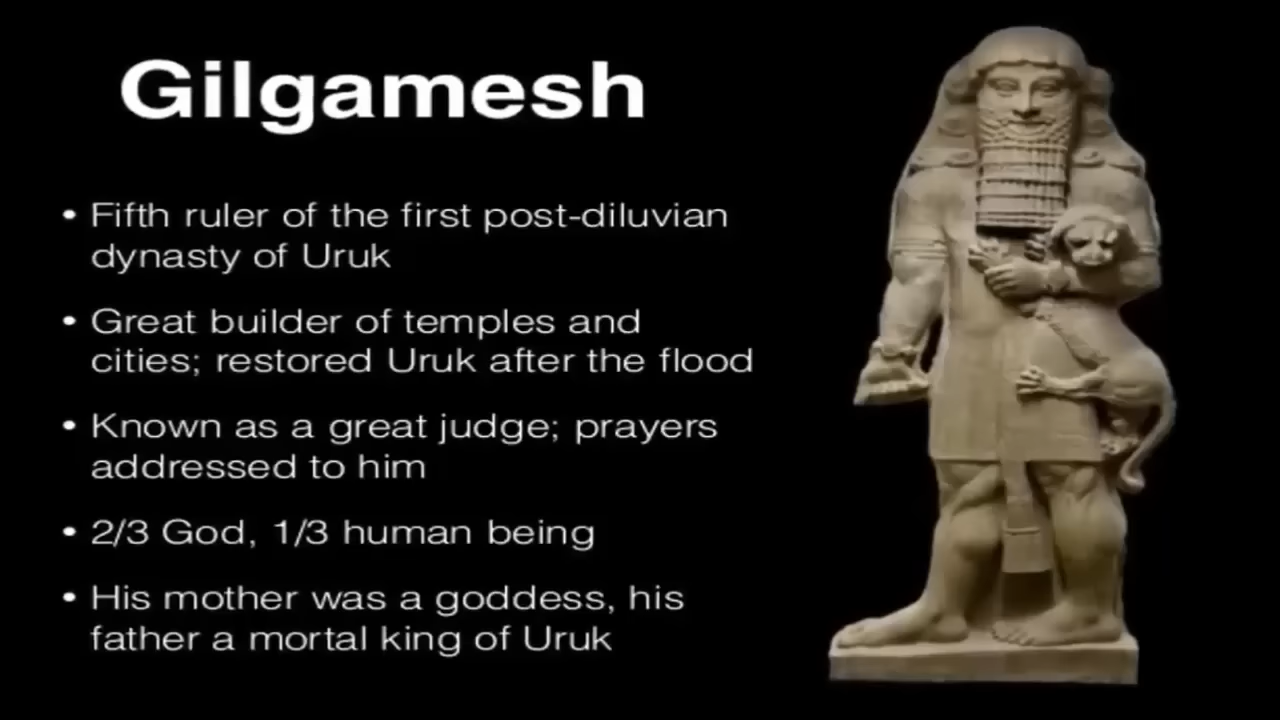 Gilgamesh
• Fifth ruler of the first post-diluvian
dynasty of Uruk
• Great builder of temples and
cities; restored Uruk after the flood
• Known as a great judge; prayers
addressed to him
• 2/3 God, 1/3 human being
• His mother was a goddess, his
father a mortal king of Uruk